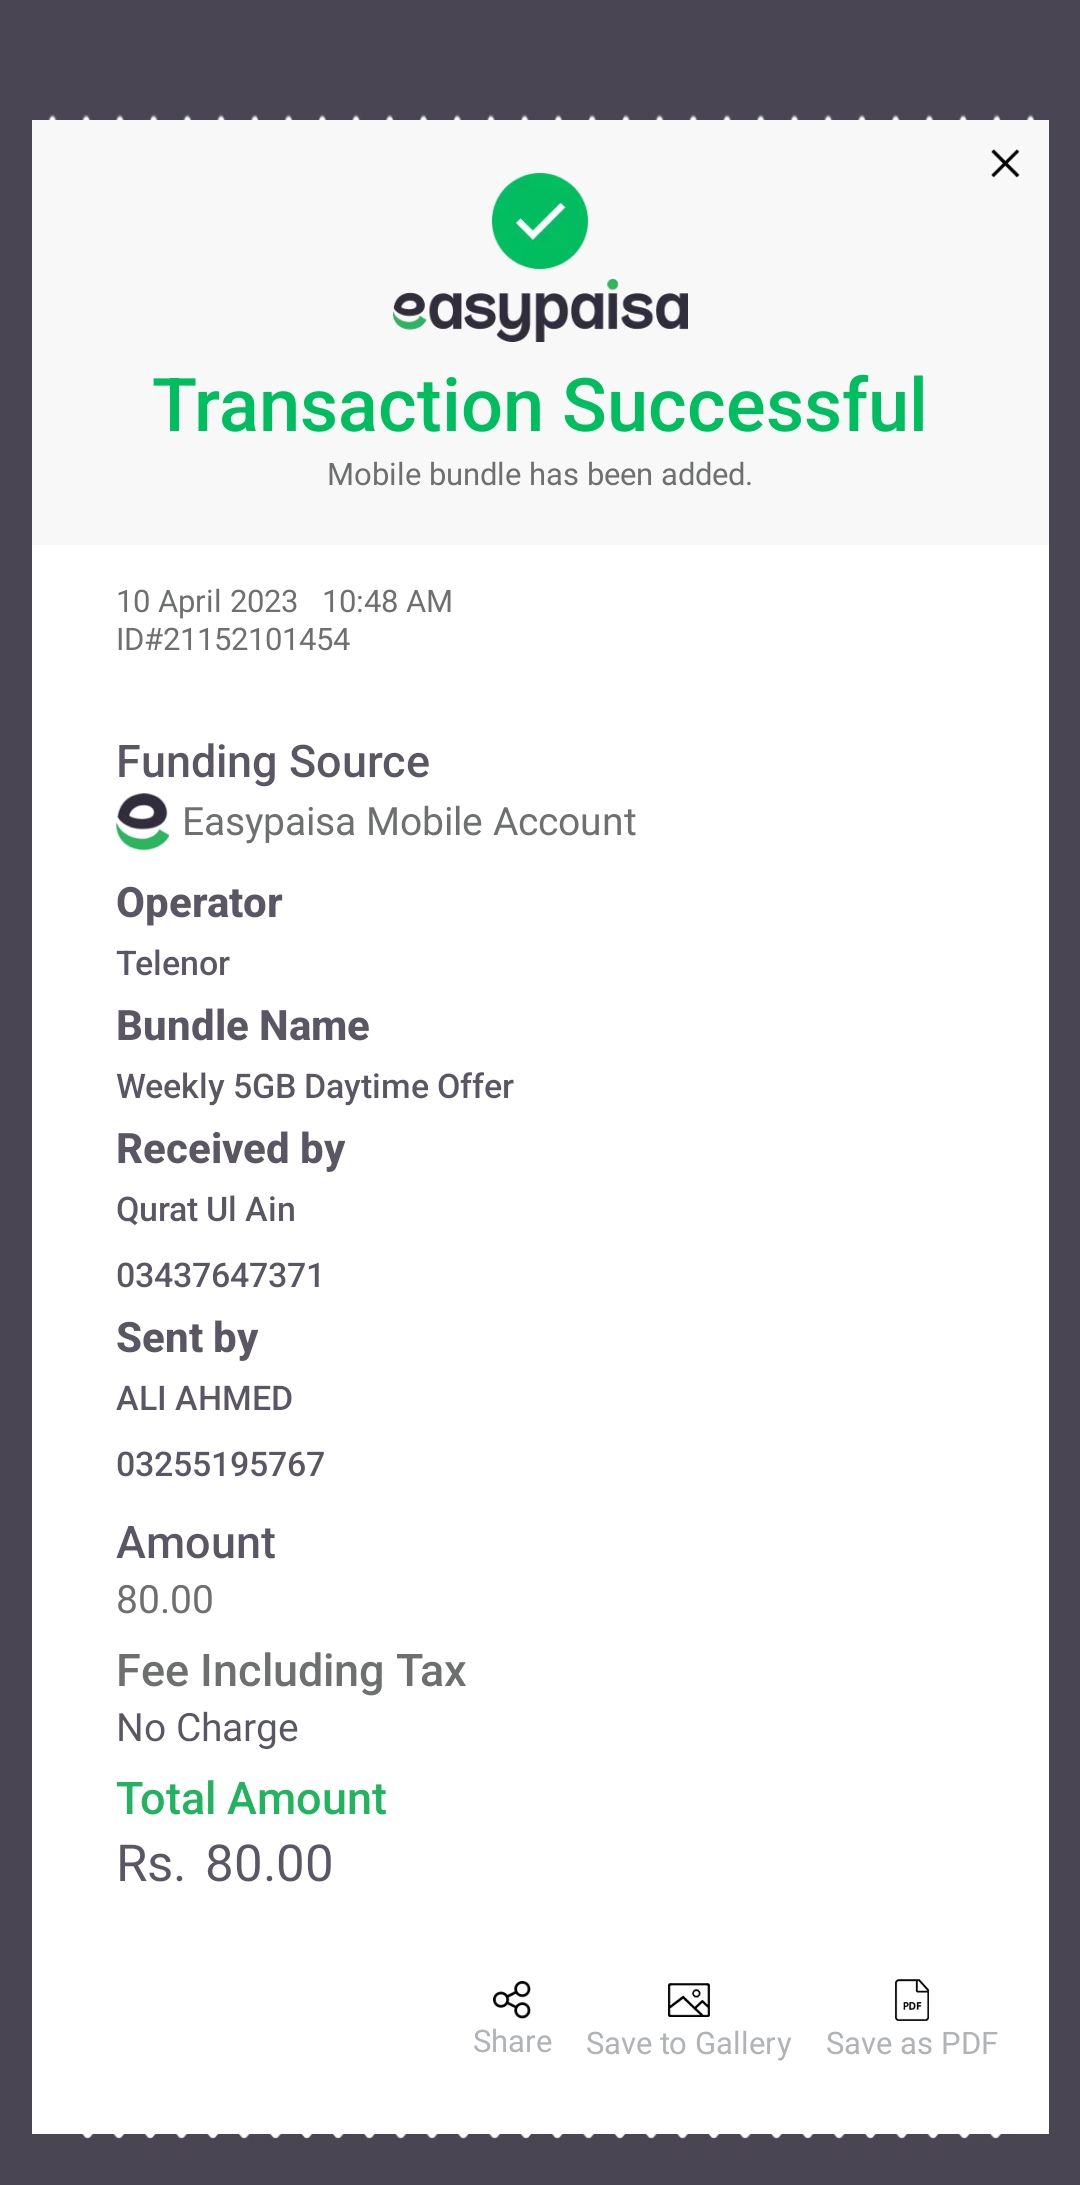 easypaisa
Transaction Successful
Mobile bundle has been added.
10 April 2023 10:48 AM
ID#21152101454
Funding Source
Easypaisa Mobile Account
Operator
Telenor
Bundle Name
Weekly 5GB Daytime Offer
Received by
Qurat Ul Ain
03437647371
Sent by
ALI AHMED
03255195767
Amount
80.00
Fee Including Tax
No Charge
Total Amount
Rs. 80.00
PDF
Share Save to Gallery Save as PDF